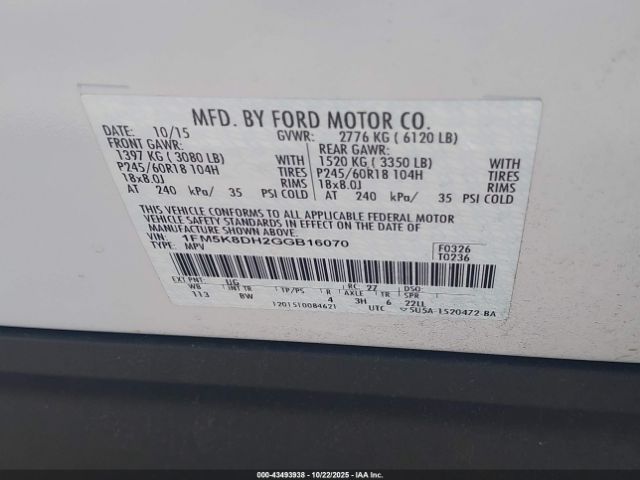 MFD. BY FORD MOTOR CO.
DATE: 10/15 GVWR: 2776 KG ( 6120 LB)
FRONT GAWR: REAR GAWR:
1397 KG ( 3080 LB) WITH 1520 KG ( 3350 LB) WITH
P245/60R18 104H TIRES P245/60R18 104H TIRES
18x8.0J RIMS 18x8.0J RIMS
AT 240 kPa/ 35 PSI COLD AT 240 kPa/ 35 PSI COLD
THIS VEHICLE CONFORMS TO ALL APPLICABLE FEDERAL MOTOR
VEHICLE SAFETY STANDARDS IN EFFECT ON THE DATE OF
MANUFACTURE SHOWN ABOVE.
VIN: 1FM5K8DH2GGB16070 F0326
TYPE: MPV T0236
EXT PNT: UG RC: 27 DSO:
WB INT TR TP/PS R AXLE TR SPR
113 BW 4 3H 6 22LL
12015T0084621 UTC 5U5A-1520472-BA
000-43493938 - 10/22/2025 - IAAI.COM